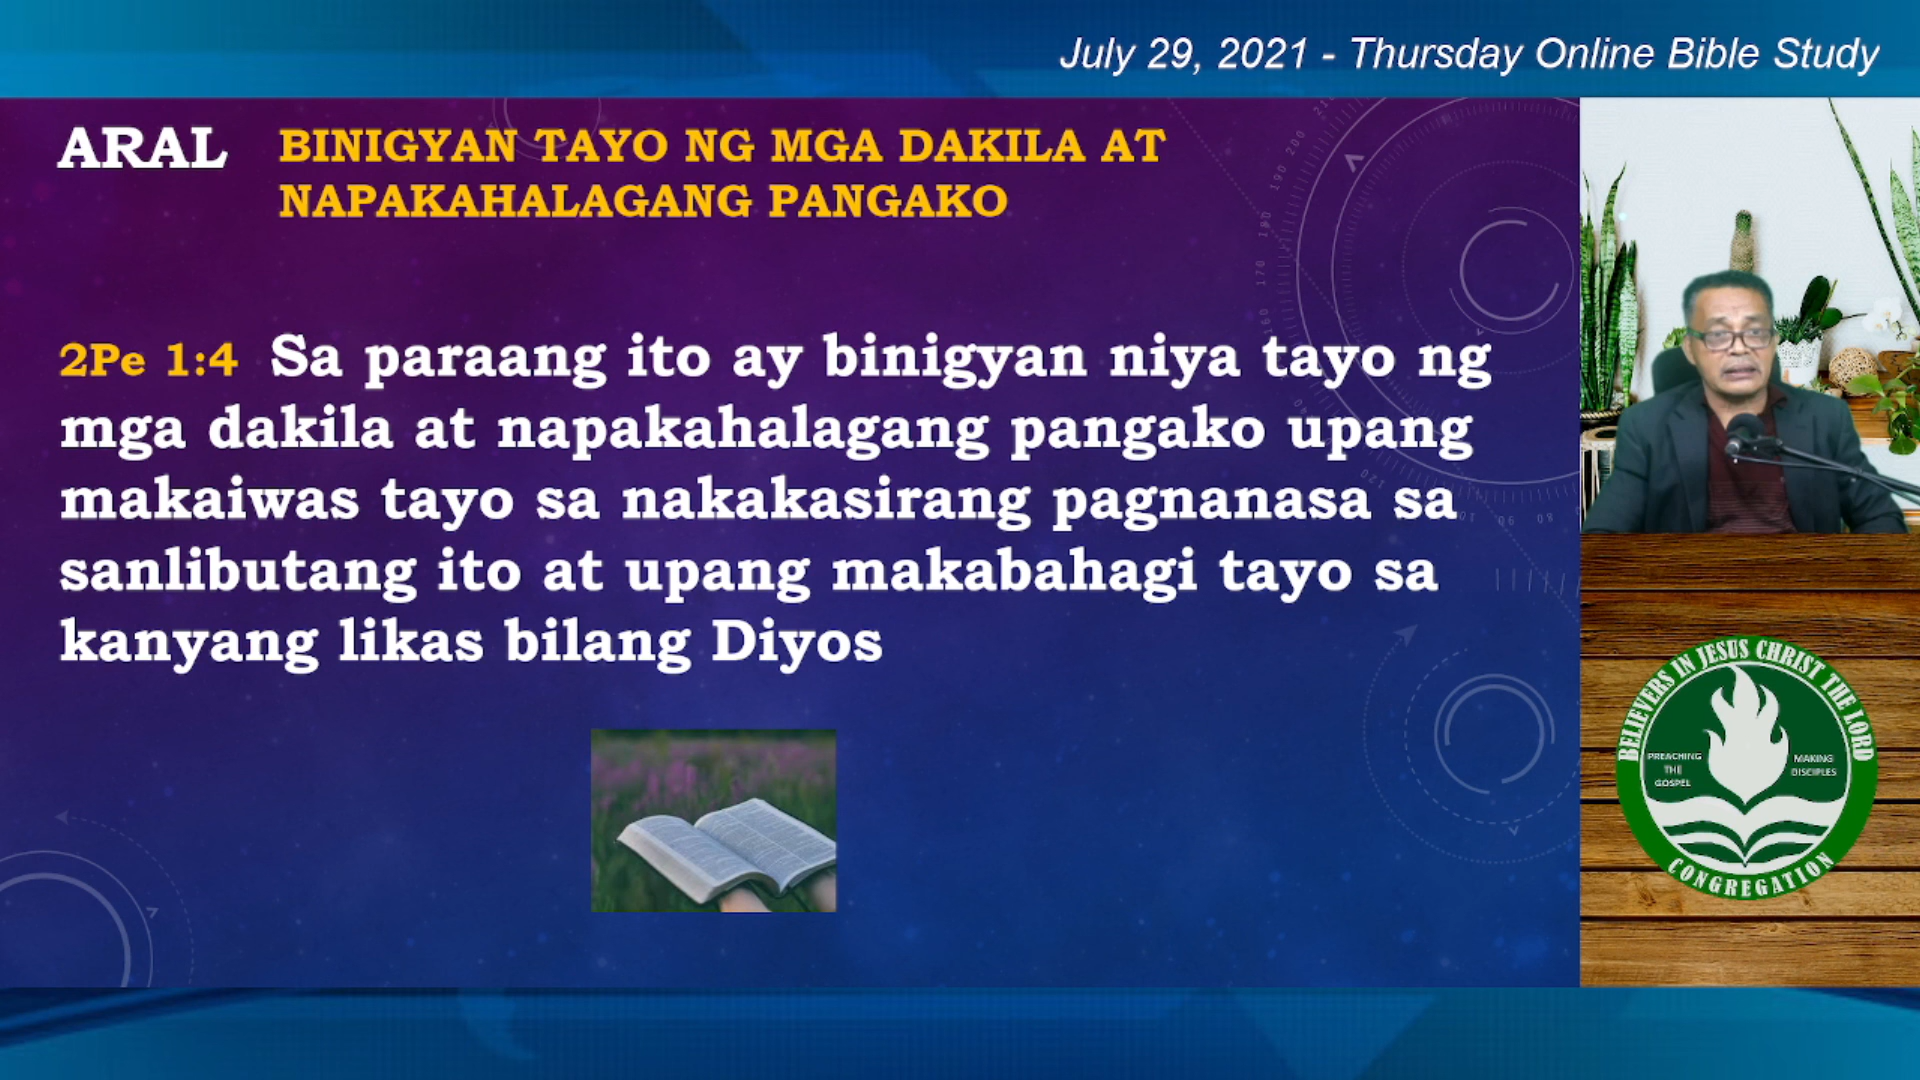 July 29, 2021 - Thursday Online Bible Study
ARAL
BINIGYAN TAYO NG MGA DAKILA AT
NAPAKAHALAGANG PANGAKO
2Pe 1:4 Sa paraang ito ay binigyan niya tayo ng
mga dakila at napakahalagang pangako upang
makaiwas tayo sa nakakasirang pagnanasa sa
sanlibutang ito at upang makabahagi tayo sa
kanyang likas bilang Diyos
BELIEVERS IN JESUS CHRIST THE LORD
PREACHING
THE
GOSPEL
MAKING
DISCIPLES
CONGREGATION